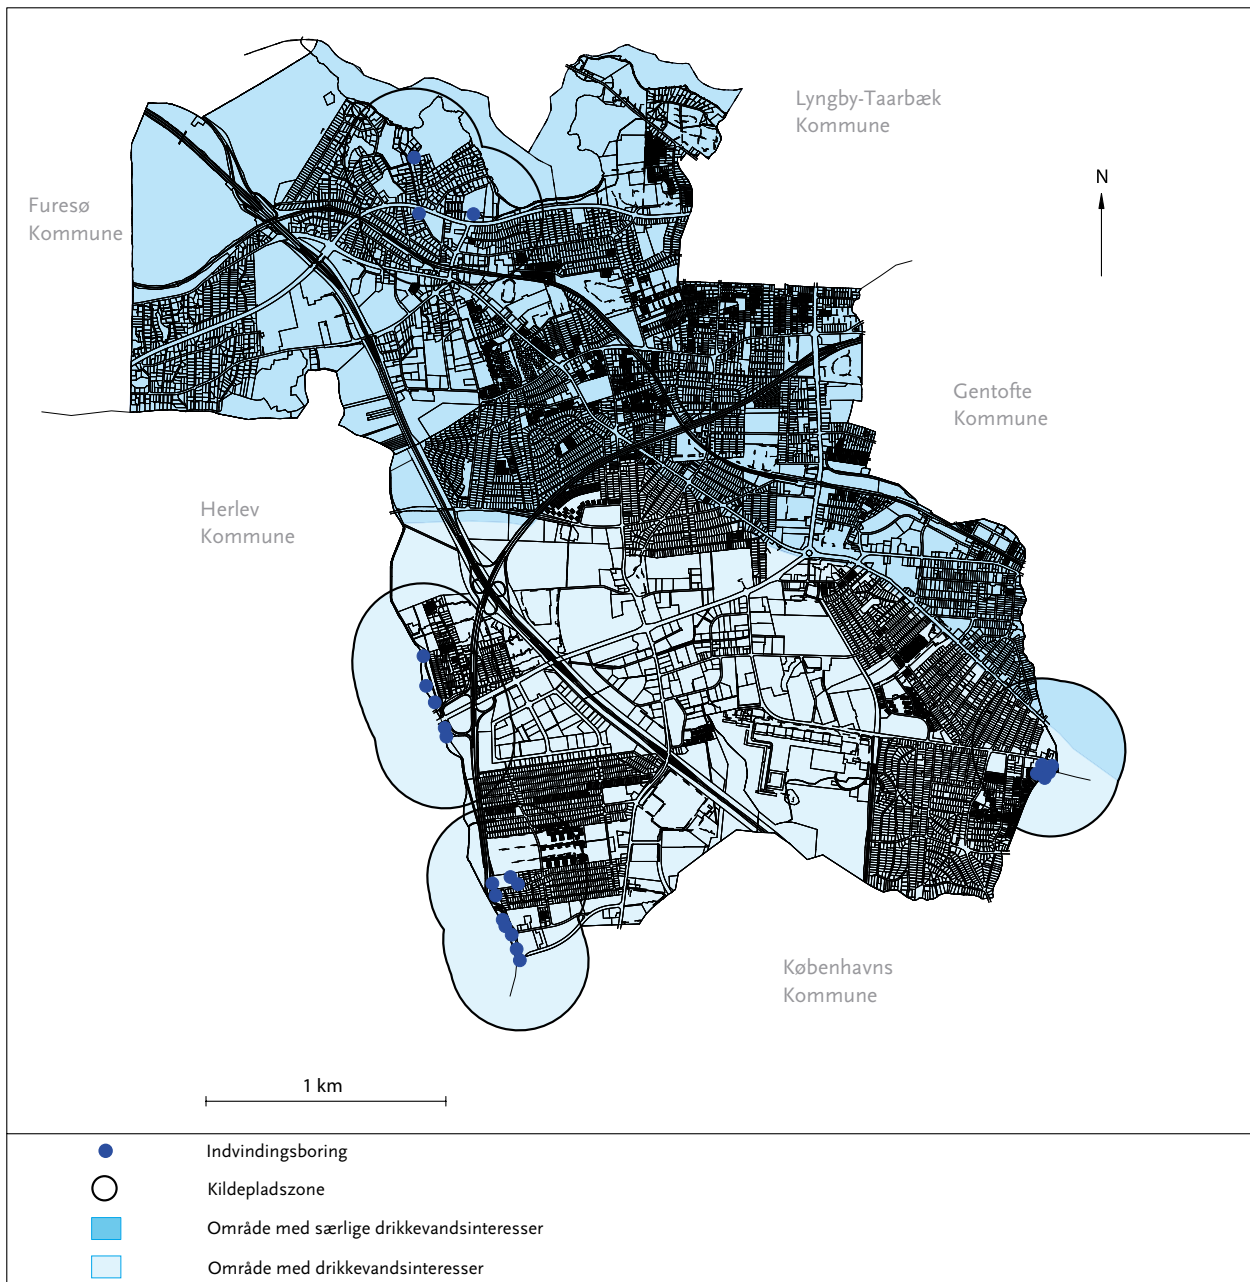 Lyngby-Taarbæk
Kommune
N
Furesø
Kommune
Gentofte
Kommune
Herlev
Kommune
Københavns
Kommune
1 km
Indvindingsboring
Kildepladszone
Område med særlige drikkevandsinteresser
Område med drikkevandsinteresser